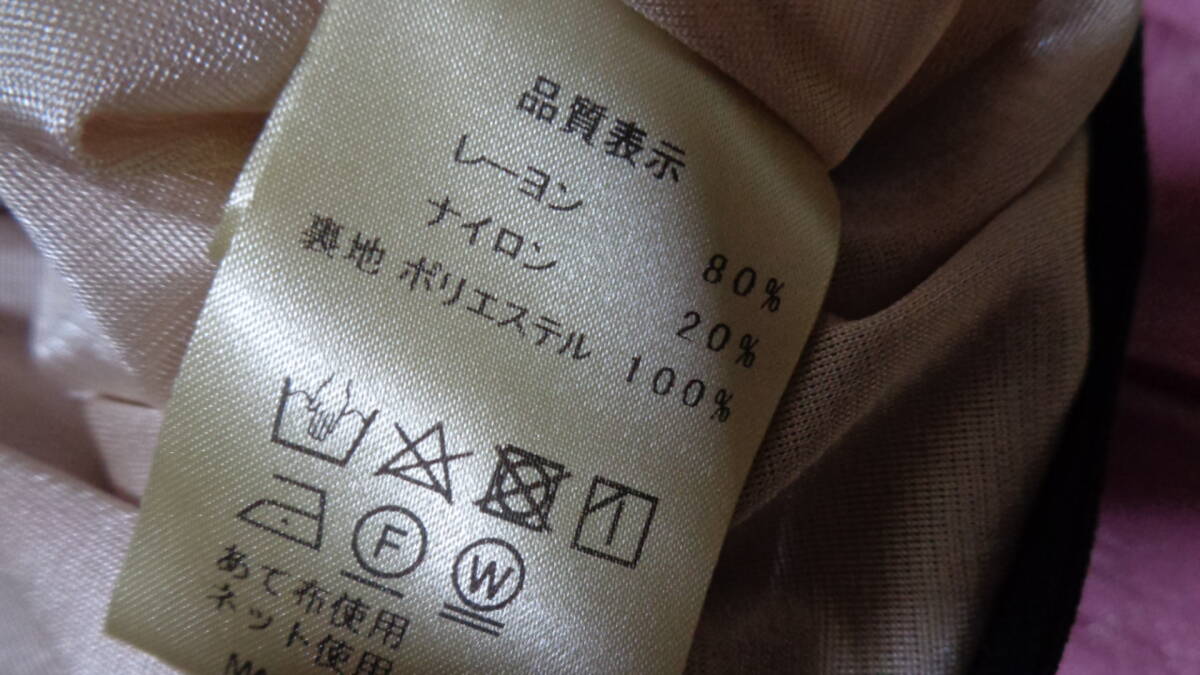 品質表示
レーヨン 80%
ナイロン 20%
裏地 ポリエステル 100%
F W
あて布使用
ネット使用